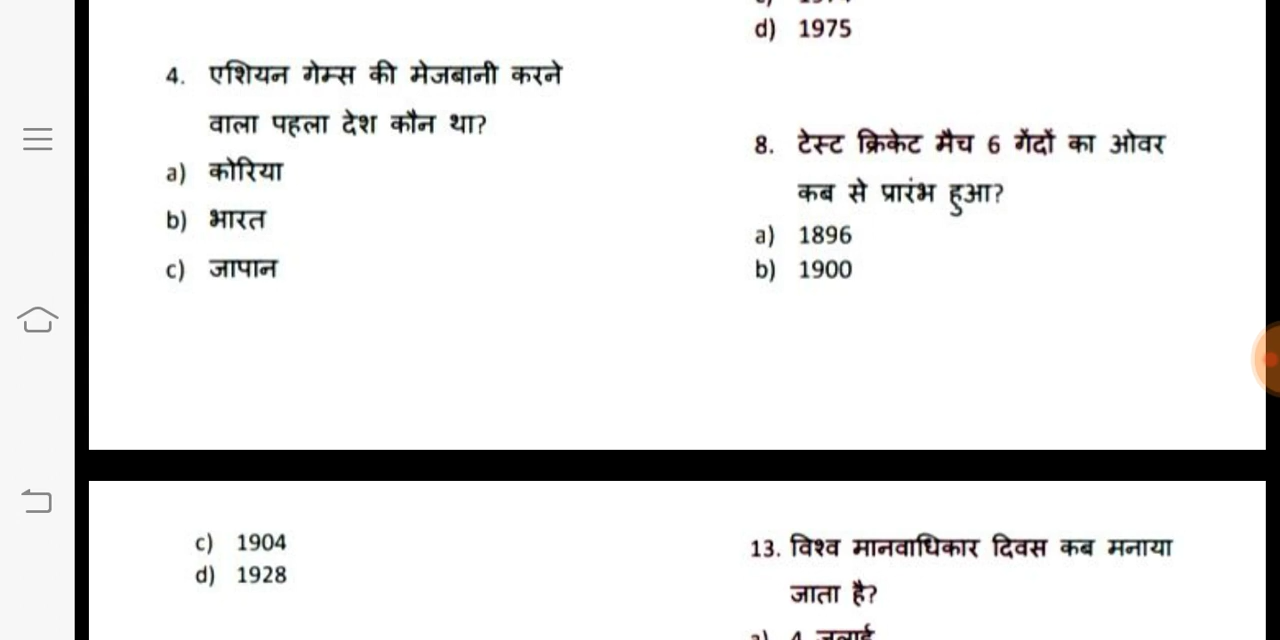 4. एशियन गेम्स की मेजबानी करने
वाला पहला देश कौन था?
a) कोरिया
b) भारत
c) जापान
d) 1975
8. टेस्ट क्रिकेट मैच 6 गेंदों का ओवर
कब से प्रारंभ हुआ?
a) 1896
b) 1900
c) 1904
d) 1928
13. विश्व मानवाधिकार दिवस कब मनाया
जाता है?